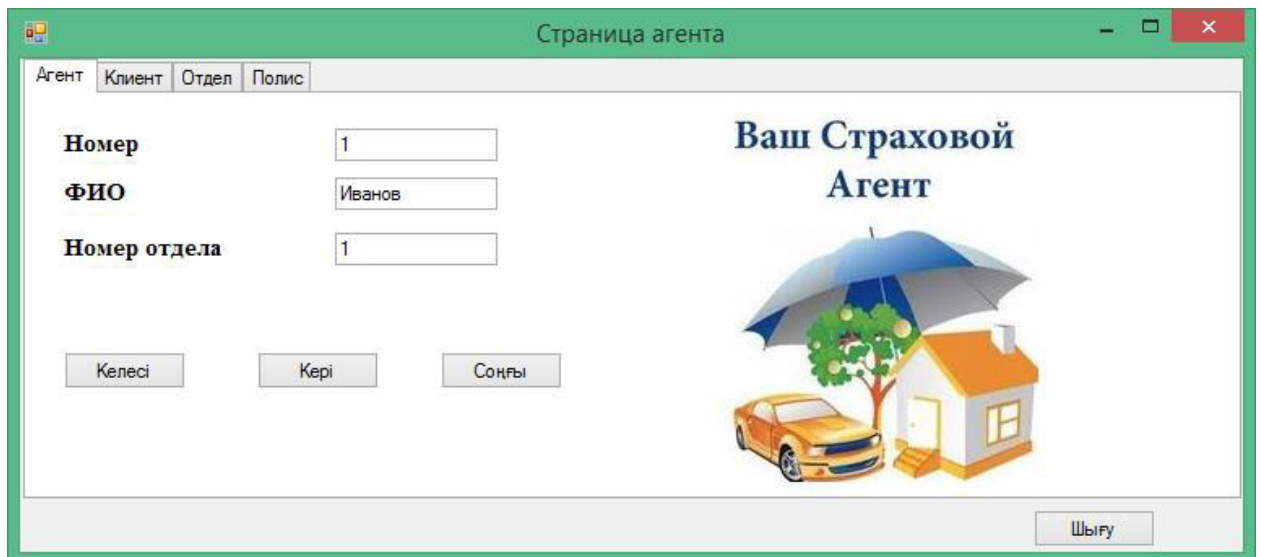 Страница агента
Агент Клиент Отдел Полис
Номер 1
ФИО Иванов
Номер отдела 1
Ваш Страховой
Агент
Келесі Кері Соңғы
Шығу